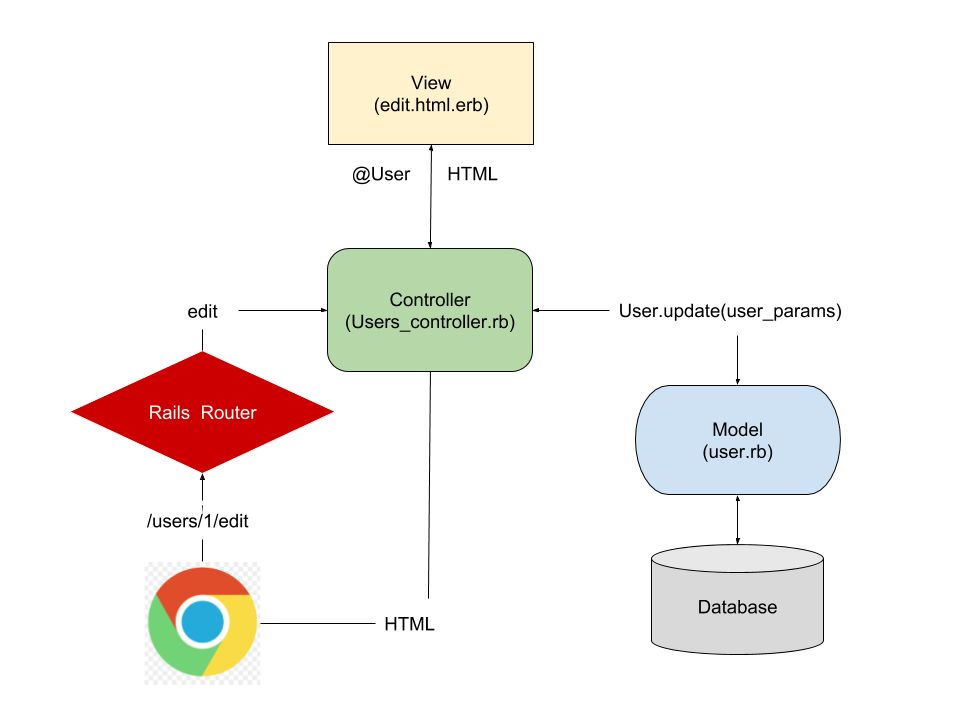 View
(edit.html.erb)
@User
HTML
edit
Controller
(Users_controller.rb)
User.update(user_params)
Rails Router
Model
(user.rb)
/users/1/edit
Database
HTML